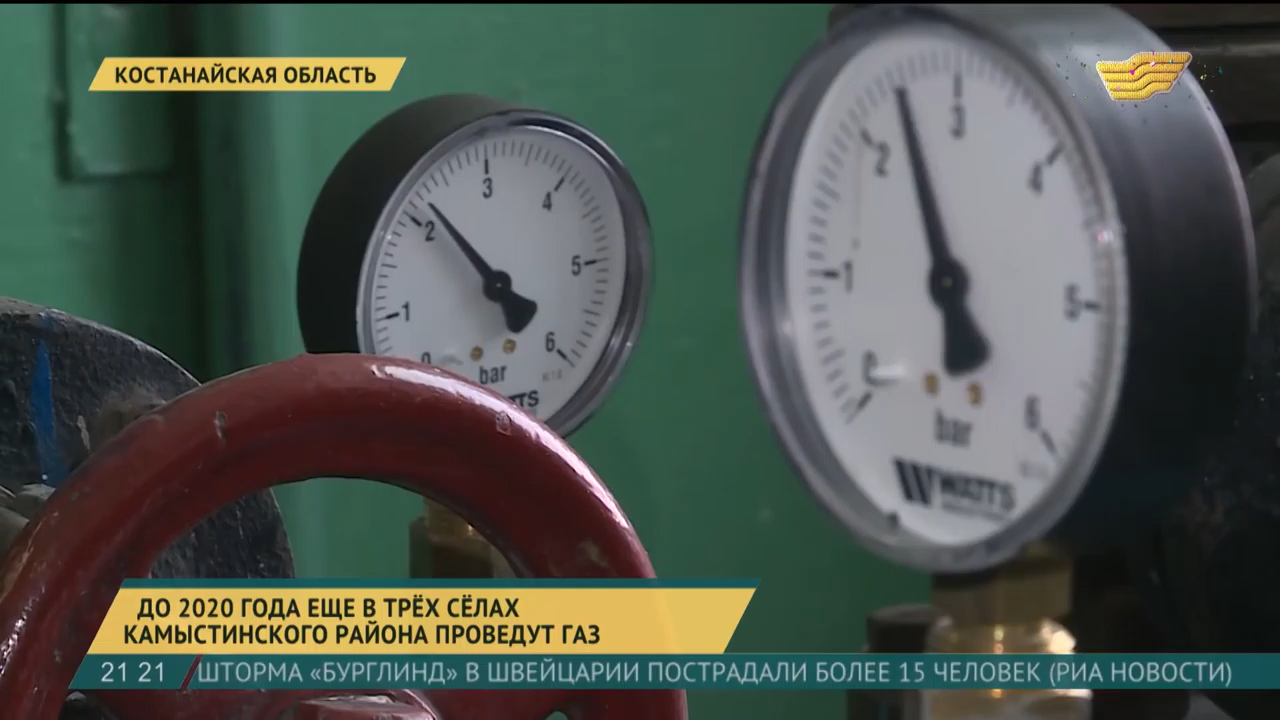 КОСТАНАЙСКАЯ ОБЛАСТЬ
3
4
2
5
1
6
0
bar
TTS
3
2
4
1
5
0
6
bar
WATTS
ДО 2020 ГОДА ЕЩЕ В ТРЁХ СЁЛАХ
КАМЫСТИНСКОГО РАЙОНА ПРОВЕДУТ ГАЗ
21 21 ШТОРМА «БУРГЛИНД» В ШВЕЙЦАРИИ ПОСТРАДАЛИ БОЛЕЕ 15 ЧЕЛОВЕК (РИА НОВОСТИ)